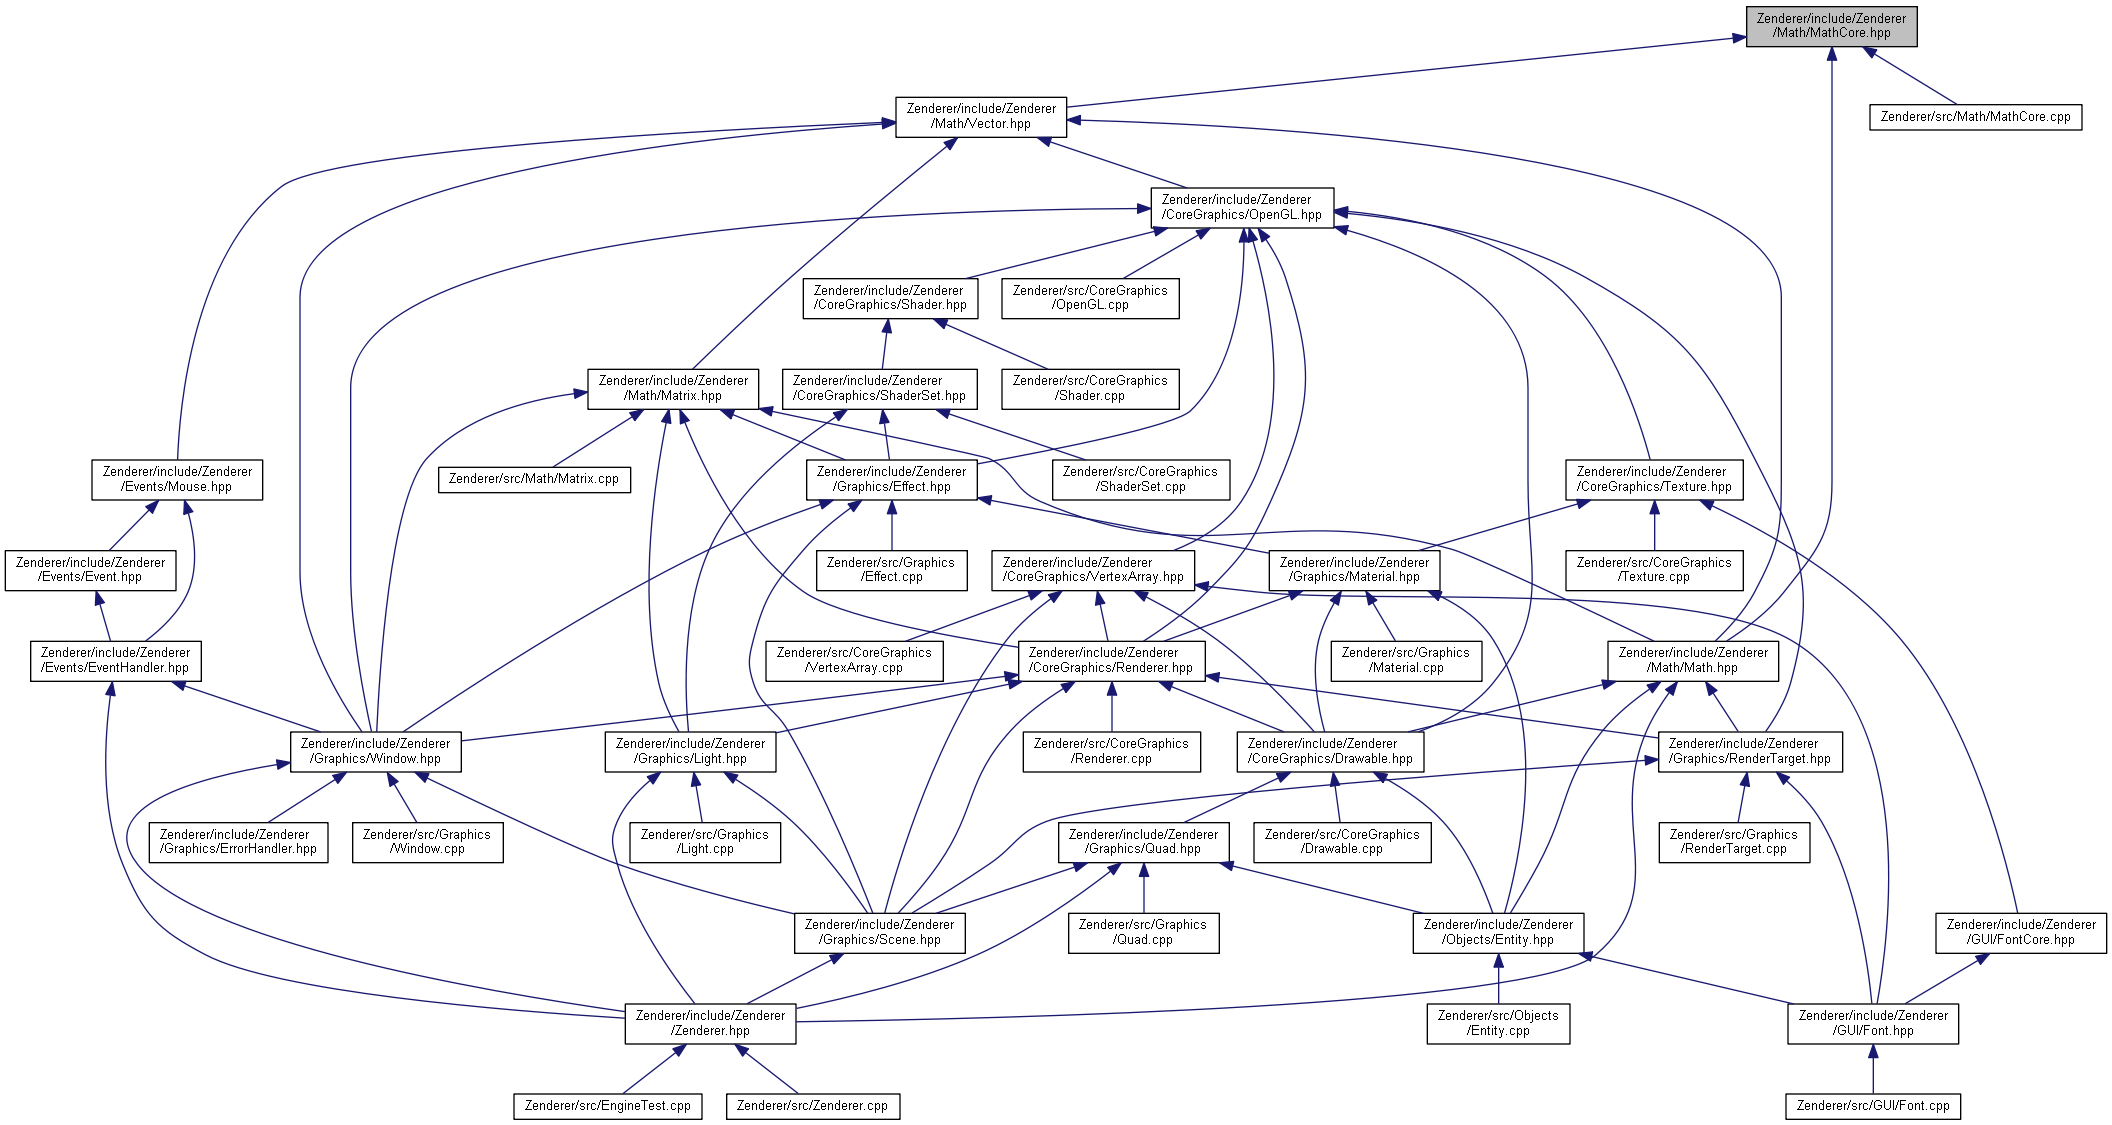 Zenderer/include/Zenderer
/Math/MathCore.hpp
Zenderer/include/Zenderer
/Math/Vector.hpp
Zenderer/src/Math/MathCore.cpp
Zenderer/include/Zenderer
/CoreGraphics/OpenGL.hpp
Zenderer/include/Zenderer
/CoreGraphics/Shader.hpp
Zenderer/src/CoreGraphics
/OpenGL.cpp
Zenderer/include/Zenderer
/Math/Matrix.hpp
Zenderer/include/Zenderer
/CoreGraphics/ShaderSet.hpp
Zenderer/src/CoreGraphics
/Shader.cpp
Zenderer/include/Zenderer
/Events/Mouse.hpp
Zenderer/src/Math/Matrix.cpp
Zenderer/include/Zenderer
/Graphics/Effect.hpp
Zenderer/src/CoreGraphics
/ShaderSet.cpp
Zenderer/include/Zenderer
/CoreGraphics/Texture.hpp
Zenderer/include/Zenderer
/Events/Event.hpp
Zenderer/src/Graphics
/Effect.cpp
Zenderer/include/Zenderer
/CoreGraphics/VertexArray.hpp
Zenderer/include/Zenderer
/Graphics/Material.hpp
Zenderer/src/CoreGraphics
/Texture.cpp
Zenderer/include/Zenderer
/Events/EventHandler.hpp
Zenderer/src/CoreGraphics
/VertexArray.cpp
Zenderer/include/Zenderer
/CoreGraphics/Renderer.hpp
Zenderer/src/Graphics
/Material.cpp
Zenderer/include/Zenderer
/Math/Math.hpp
Zenderer/include/Zenderer
/Graphics/Window.hpp
Zenderer/include/Zenderer
/Graphics/Light.hpp
Zenderer/src/CoreGraphics
/Renderer.cpp
Zenderer/include/Zenderer
/CoreGraphics/Drawable.hpp
Zenderer/include/Zenderer
/Graphics/RenderTarget.hpp
Zenderer/include/Zenderer
/Graphics/ErrorHandler.hpp
Zenderer/src/Graphics
/Window.cpp
Zenderer/src/Graphics
/Light.cpp
Zenderer/include/Zenderer
/Graphics/Quad.hpp
Zenderer/src/CoreGraphics
/Drawable.cpp
Zenderer/src/Graphics
/RenderTarget.cpp
Zenderer/include/Zenderer
/Graphics/Scene.hpp
Zenderer/src/Graphics
/Quad.cpp
Zenderer/include/Zenderer
/Objects/Entity.hpp
Zenderer/include/Zenderer
/GUI/FontCore.hpp
Zenderer/include/Zenderer
/Zenderer.hpp
Zenderer/src/Objects
/Entity.cpp
Zenderer/include/Zenderer
/GUI/Font.hpp
Zenderer/src/EngineTest.cpp
Zenderer/src/Zenderer.cpp
Zenderer/src/GUI/Font.cpp